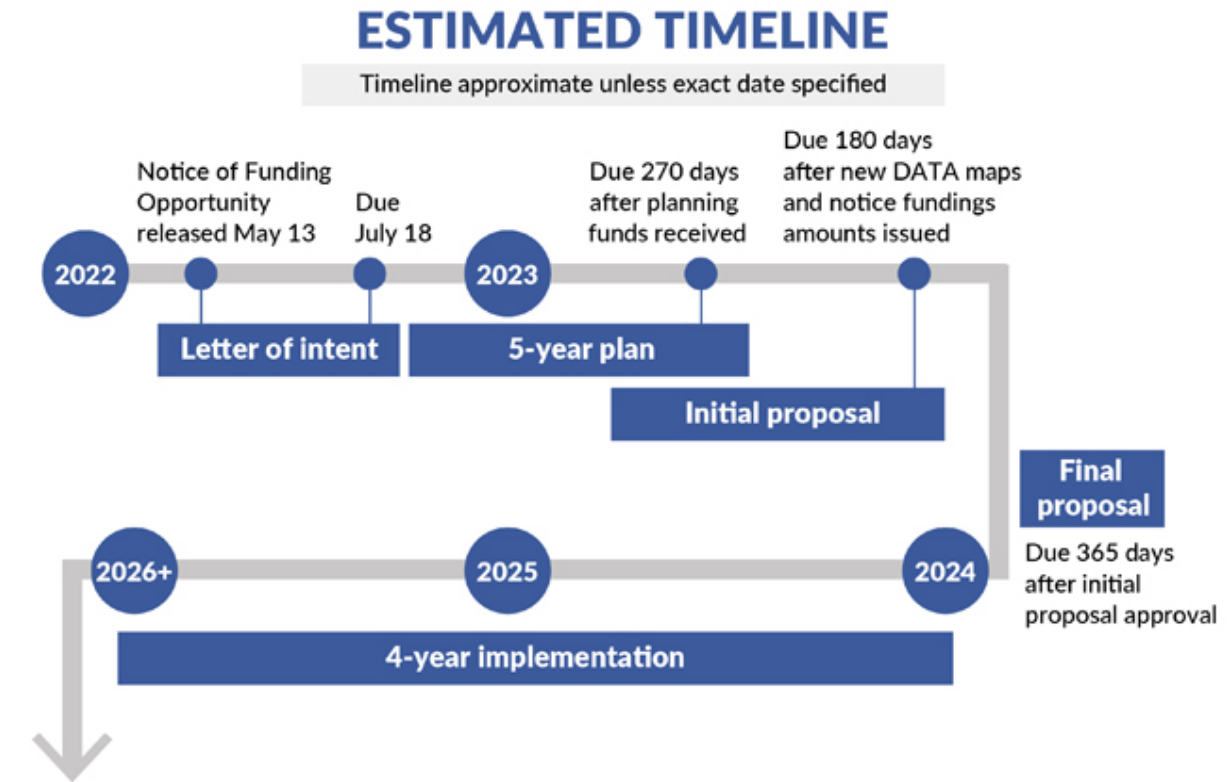 ESTIMATED TIMELINE
Timeline approximate unless exact date specified
Notice of Funding
Opportunity
released May 13
Due
July 18
Due 270 days
after planning
funds received
Due 180 days
after new DATA maps
and notice fundings
amounts issued
2022
2023
Letter of intent
5-year plan
Initial proposal
Final
proposal
Due 365 days
after initial
proposal approval
2026+
2025
2024
4-year implementation